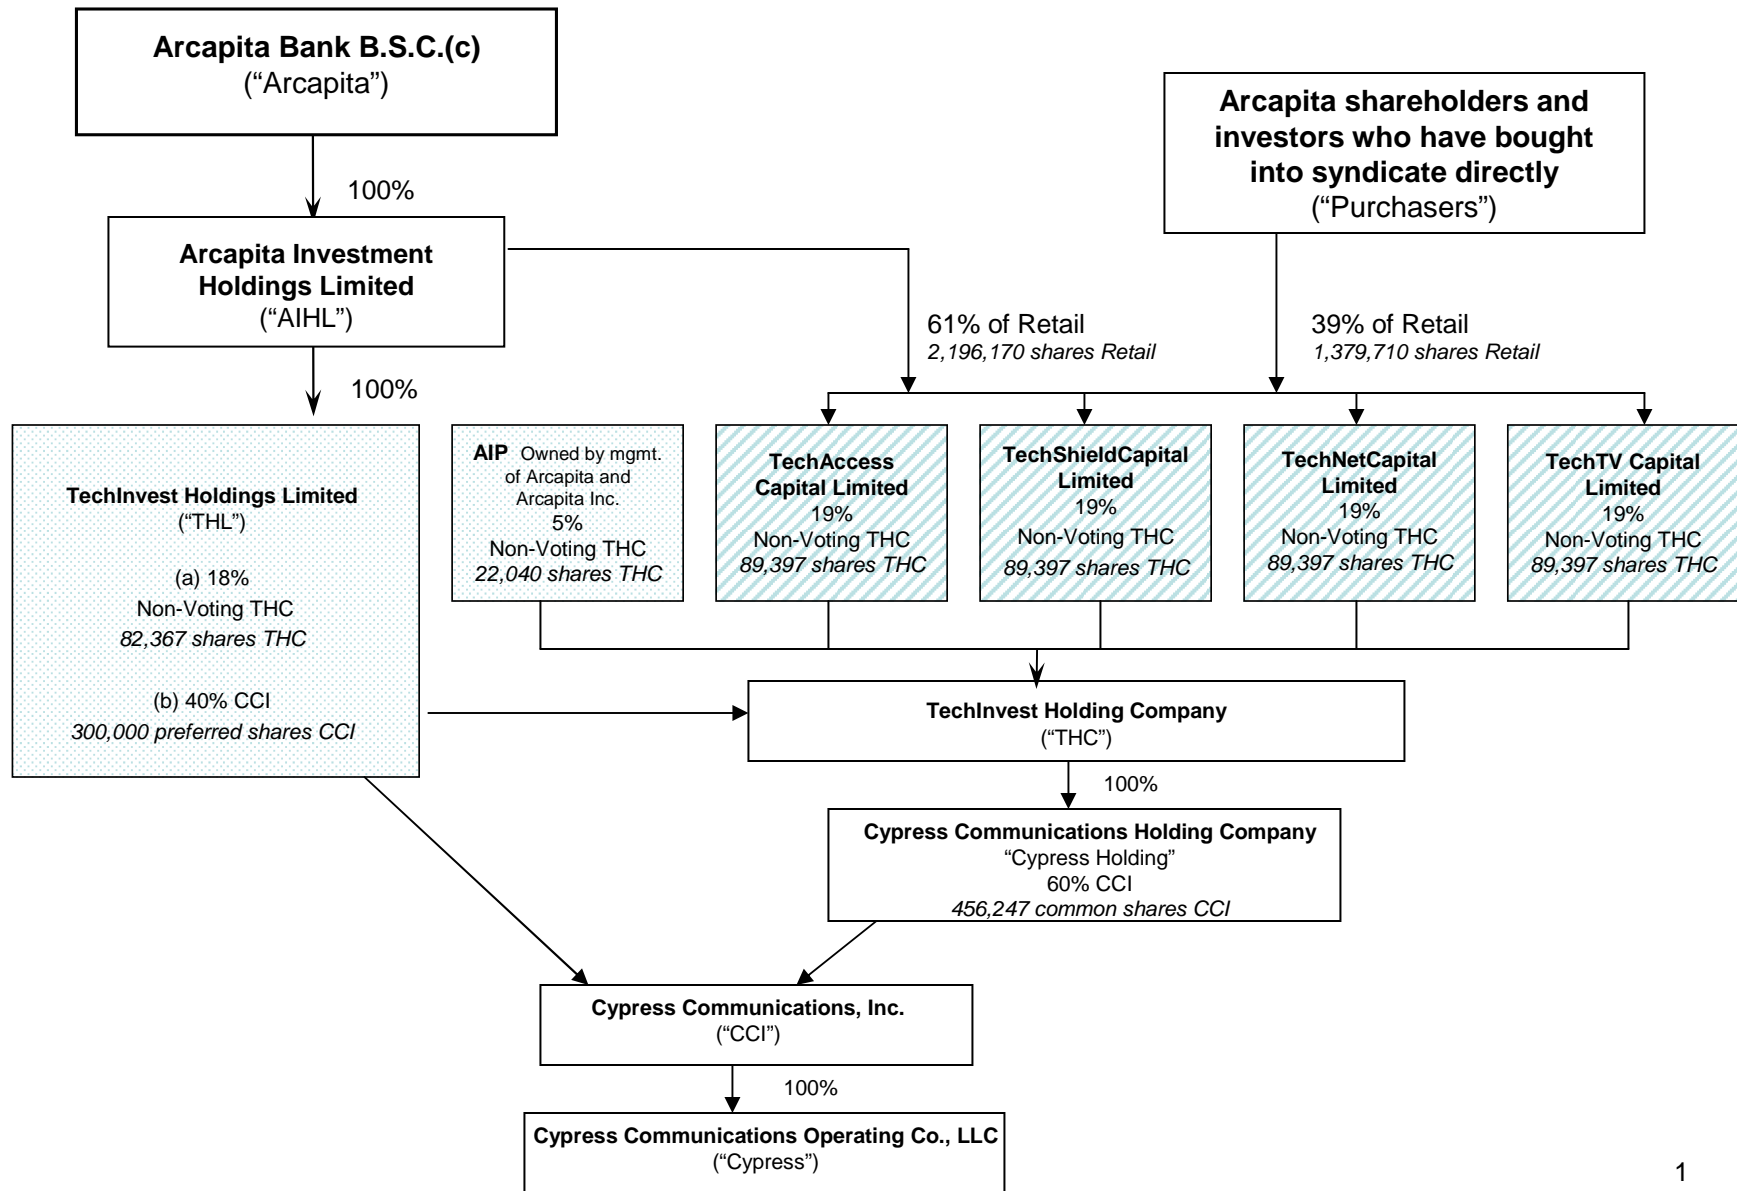 Arcapita Bank B.S.C.(c)
(“Arcapita”)
Arcapita shareholders and
investors who have bought
into syndicate directly
(“Purchasers”)
100%
Arcapita Investment
Holdings Limited
(“AIHL”)
61% of Retail
2,196,170 shares Retail
39% of Retail
1,379,710 shares Retail
100%
TechInvest Holdings Limited
(“THL”)
(a) 18%
Non-Voting THC
82,367 shares THC
(b) 40% CCI
300,000 preferred shares CCI
AIP Owned by mgmt.
of Arcapita and
Arcapita Inc.
5%
Non-Voting THC
22,040 shares THC
TechAccess
Capital Limited
19%
Non-Voting THC
89,397 shares THC
TechShieldCapital
Limited
19%
Non-Voting THC
89,397 shares THC
TechNetCapital
Limited
19%
Non-Voting THC
89,397 shares THC
TechTV Capital
Limited
19%
Non-Voting THC
89,397 shares THC
TechInvest Holding Company
(“THC”)
100%
Cypress Communications Holding Company
“Cypress Holding”
60% CCI
456,247 common shares CCI
Cypress Communications, Inc.
(“CCI”)
100%
Cypress Communications Operating Co., LLC
(“Cypress”)
1